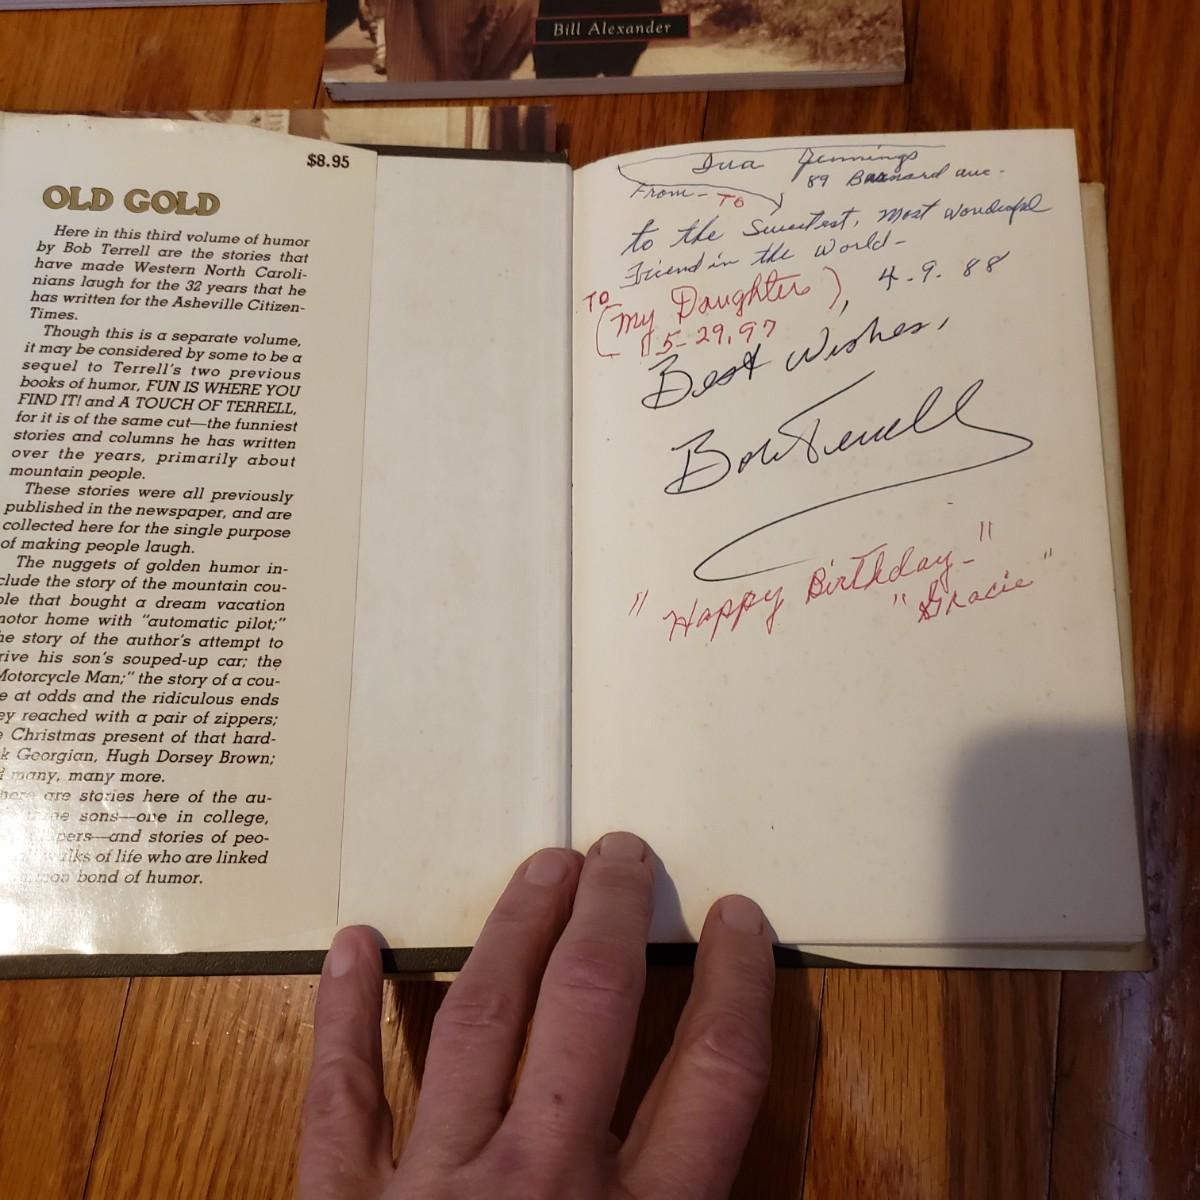 Bill Alexander
$8.95
OLD GOLD
Here in this third volume of humor
by Bob Terrell are the stories that
have made Western North Caroli-
nians laugh for the 32 years that he
has written for the Asheville Citizen-
Times.
Though this is a separate volume,
it may be considered by some to be a
sequel to Terrell's two previous
books of humor, FUN IS WHERE YOU
FIND IT! and A TOUCH OF TERRELL,
for it is of the same cut—the funniest
stories and columns he has written
over the years, primarily about
mountain people.
These stories were all previously
published in the newspaper, and are
collected here for the single purpose
of making people laugh.
The nuggets of golden humor in-
clude the story of the mountain cou-
ple that bought a dream vacation
motor home with "automatic pilot;"
he story of the author's attempt to
rive his son's souped-up car; the
Motorcycle Man;" the story of a cou-
e at odds and the ridiculous ends
ey reached with a pair of zippers;
e Christmas present of that hard-
k Georgian, Hugh Dorsey Brown;
d many, many more.
here are stories here of the au-
sons—one in college,
pers—and stories of peo-
walks of life who are linked
bond of humor.
Jennings
89 Barnard ave.
From - TO
to the Sweetest, most wonderful
Friend in the World -
4.9.88
TO
(My Daughter)
5-29,97
Best Wishes,
Bob Terrell
"Happy Birthday-"
"Gracie"